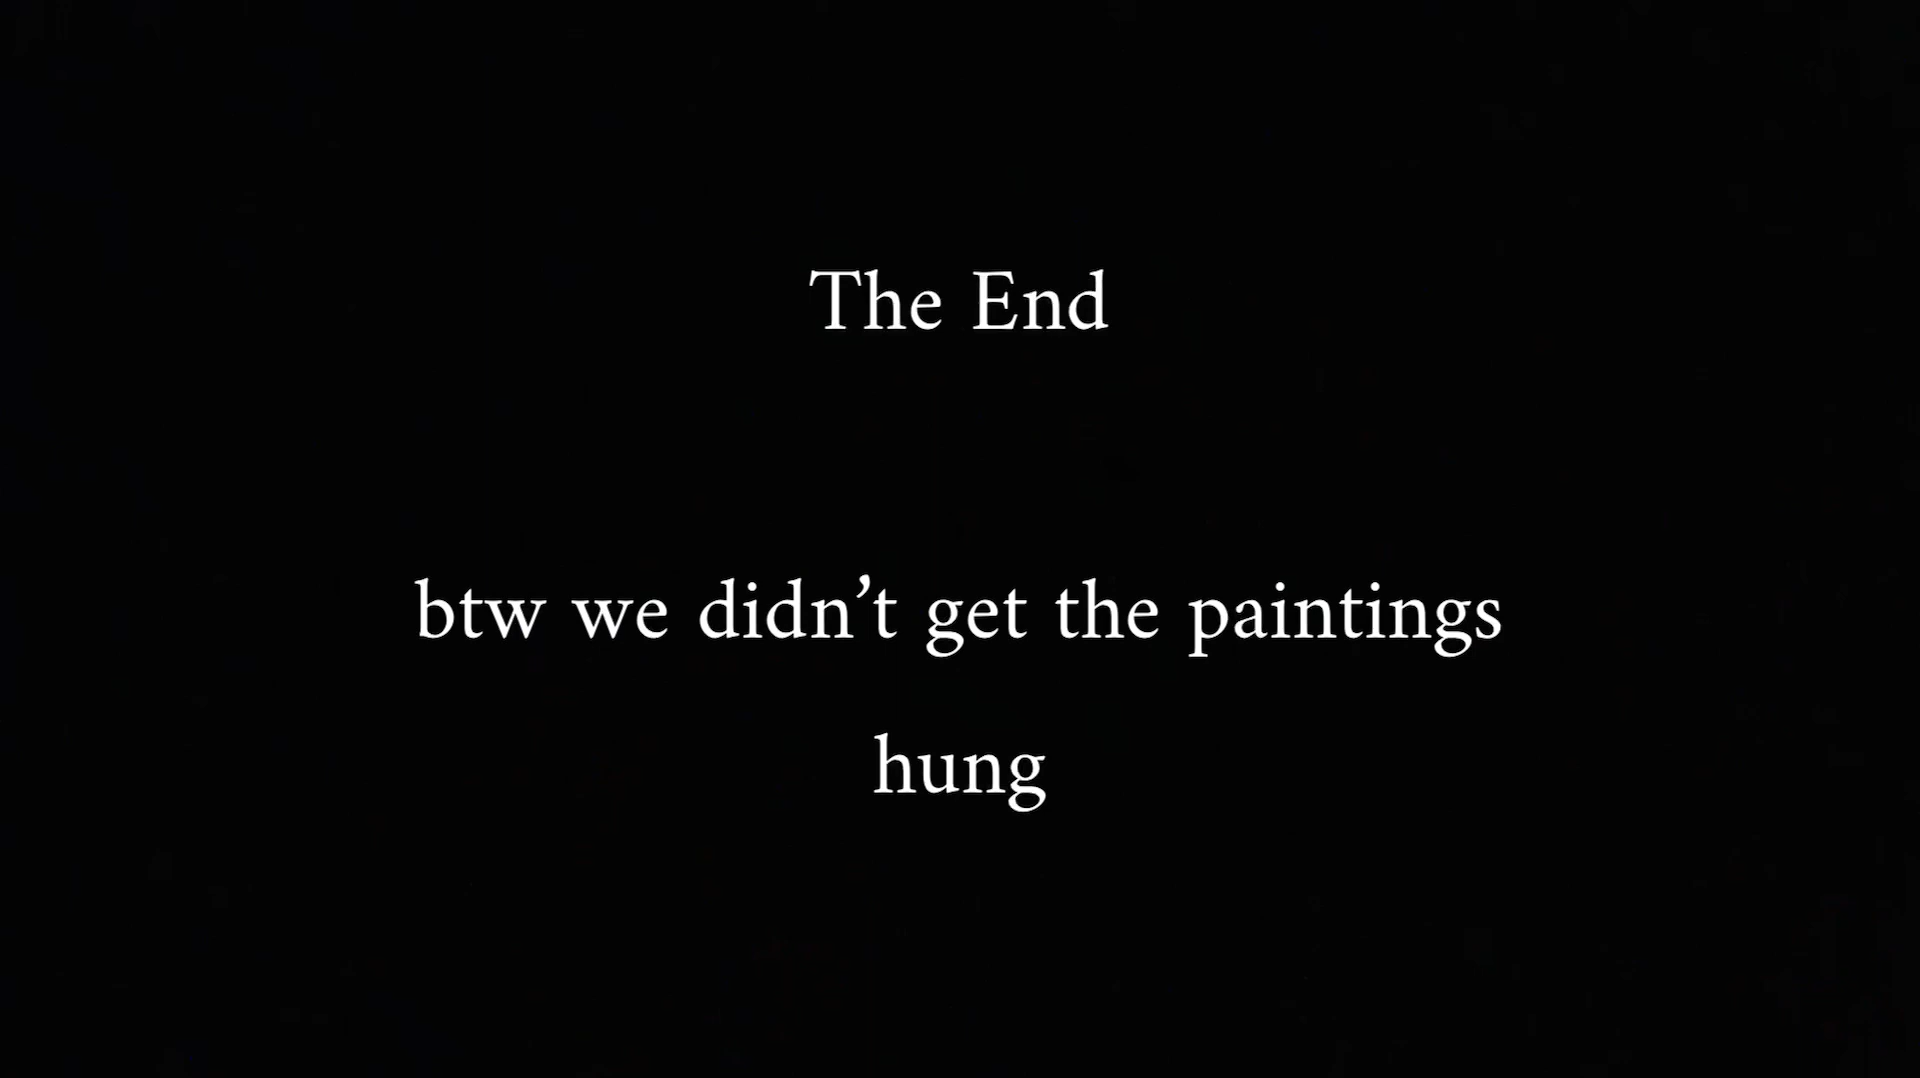 The End
btw we didn’t get the paintings
hung